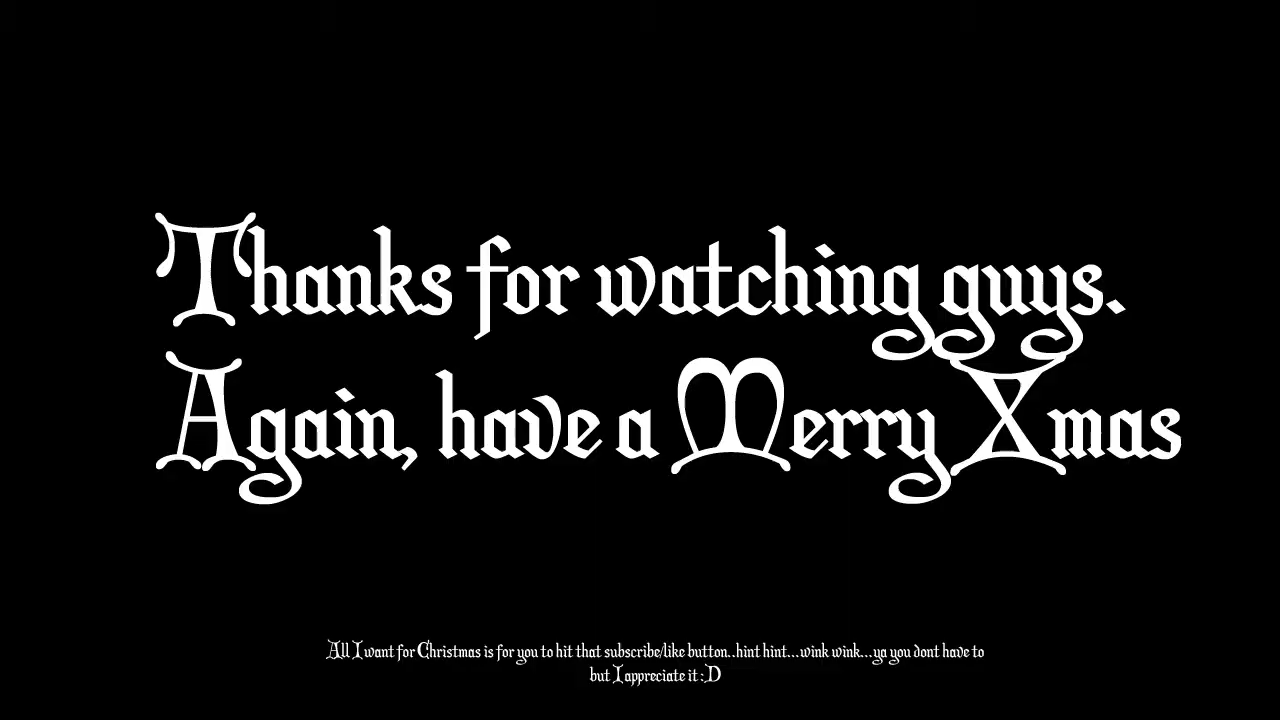 Thanks for watching guys.
Again, have a Merry Xmas
All I want for Christmas is for you to hit that subscribe/like button..hint hint...wink wink...ya you dont have to
but I appreciate it :D